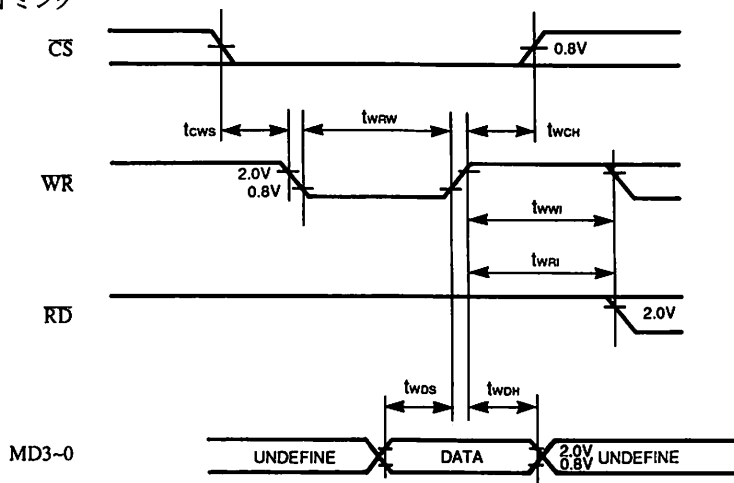 イミング
CS
0.8V
tCWS
tWRW
tWCH
WR
2.0V
0.8V
tWWI
tWRI
RD
2.0V
tWDS
tWDH
MD3~0
UNDEFINE
DATA
2.0V
0.8V
UNDEFINE